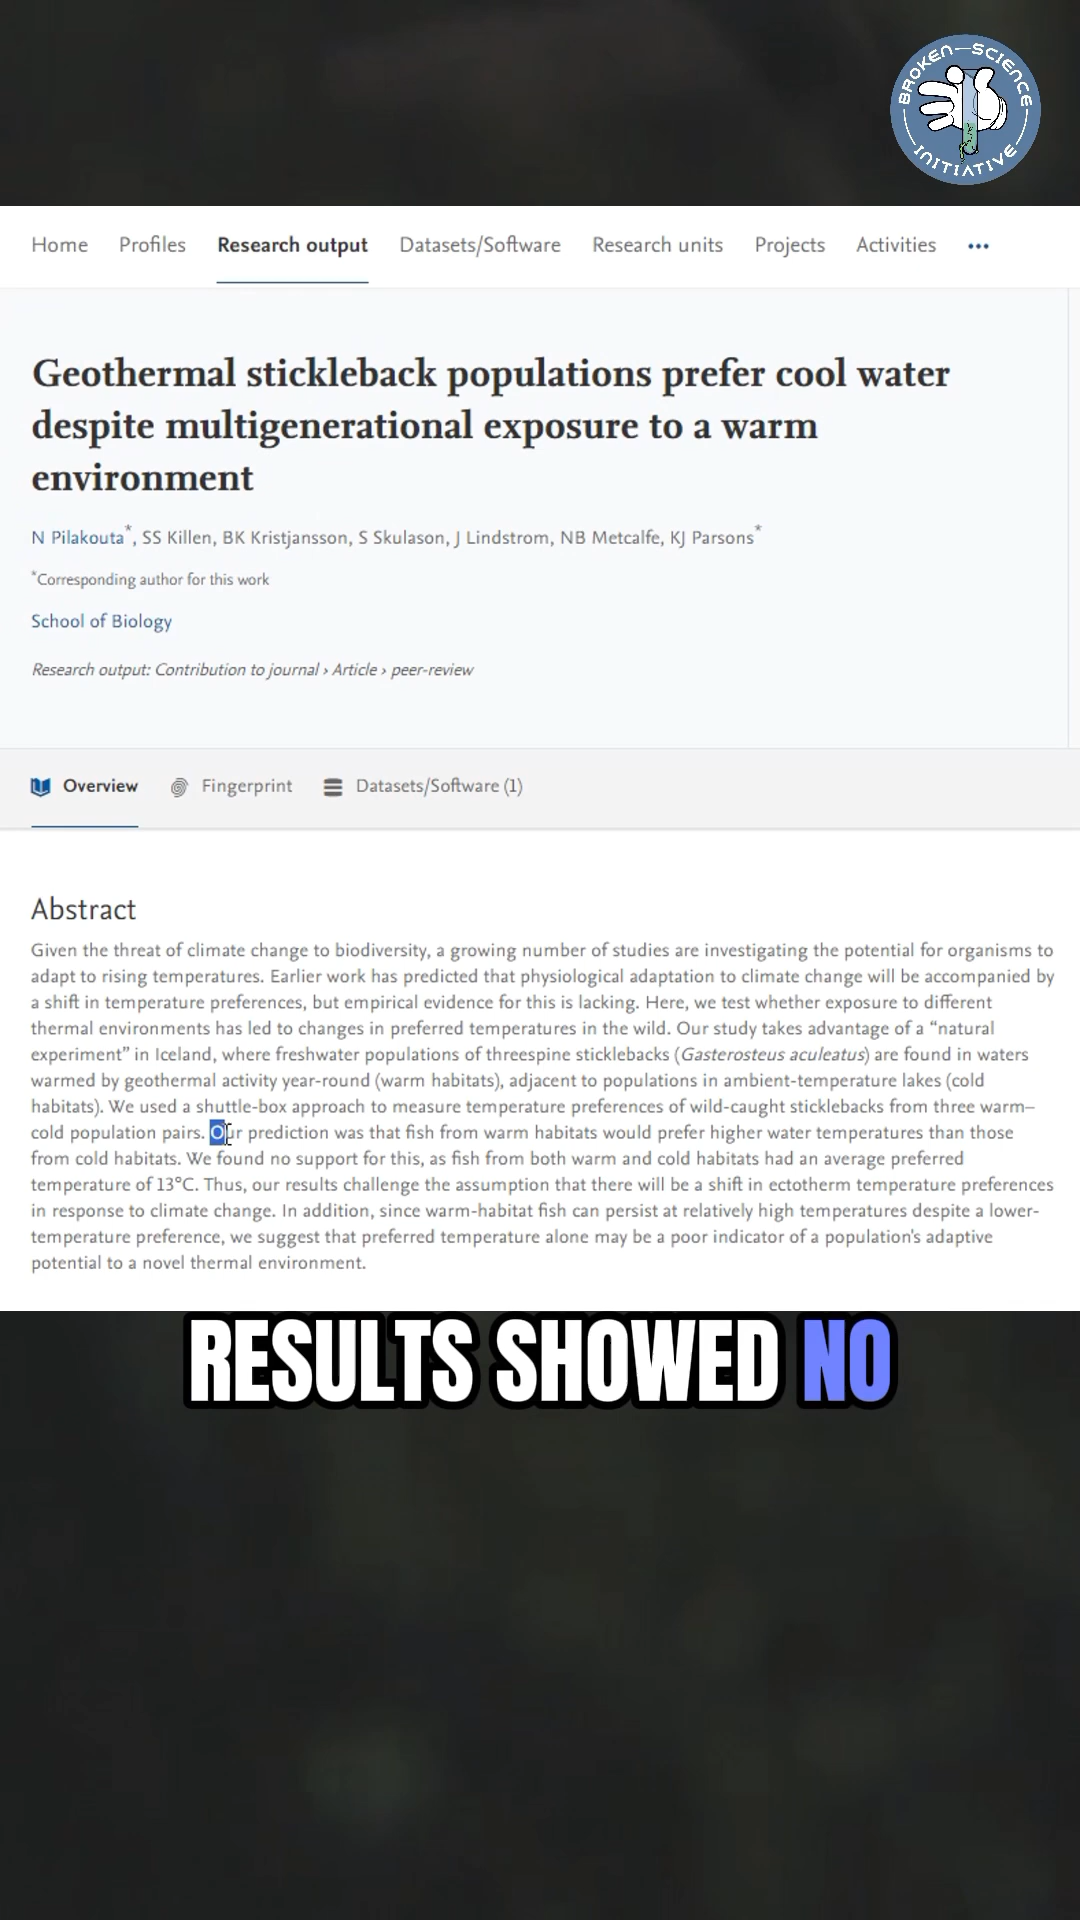 BROKEN—SCIENCE
INITIATIVE
Home Profiles Research output Datasets/Software Research units Projects Activities •••
Geothermal stickleback populations prefer cool water
despite multigenerational exposure to a warm
environment
N Pilakouta*, SS Killen, BK Kristjansson, S Skulason, J Lindstrom, NB Metcalfe, KJ Parsons*
*Corresponding author for this work
School of Biology
Research output: Contribution to journal › Article › peer-review
Overview Fingerprint Datasets/Software (1)
Abstract
Given the threat of climate change to biodiversity, a growing number of studies are investigating the potential for organisms to
adapt to rising temperatures. Earlier work has predicted that physiological adaptation to climate change will be accompanied by
a shift in temperature preferences, but empirical evidence for this is lacking. Here, we test whether exposure to different
thermal environments has led to changes in preferred temperatures in the wild. Our study takes advantage of a “natural
experiment” in Iceland, where freshwater populations of threespine sticklebacks (Gasterosteus aculeatus) are found in waters
warmed by geothermal activity year-round (warm habitats), adjacent to populations in ambient-temperature lakes (cold
habitats). We used a shuttle-box approach to measure temperature preferences of wild-caught sticklebacks from three warm–
cold population pairs. Our prediction was that fish from warm habitats would prefer higher water temperatures than those
from cold habitats. We found no support for this, as fish from both warm and cold habitats had an average preferred
temperature of 13°C. Thus, our results challenge the assumption that there will be a shift in ectotherm temperature preferences
in response to climate change. In addition, since warm-habitat fish can persist at relatively high temperatures despite a lower-
temperature preference, we suggest that preferred temperature alone may be a poor indicator of a population's adaptive
potential to a novel thermal environment.
RESULTS SHOWED NO